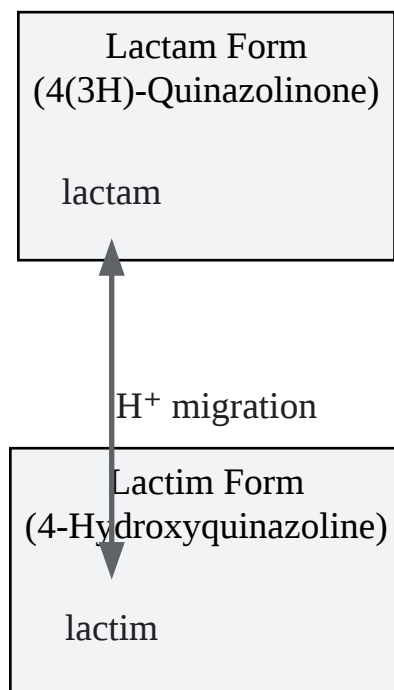 Lactam Form
(4(3H)-Quinazolinone)
lactam
H⁺ migration
Lactim Form
(4-Hydroxyquinazoline)
lactim